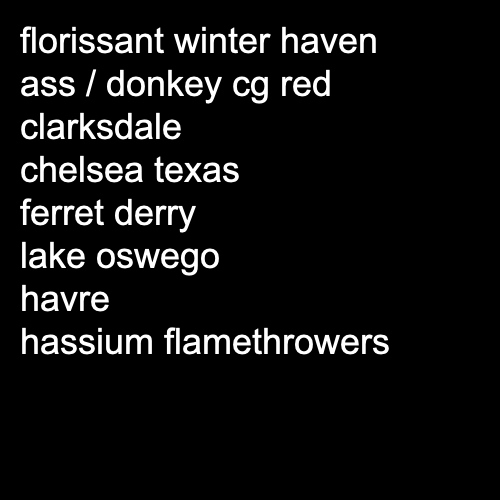 florissant winter haven
ass / donkey cg red
clarksdale
chelsea texas
ferret derry
lake oswego
havre
hassium flamethrowers